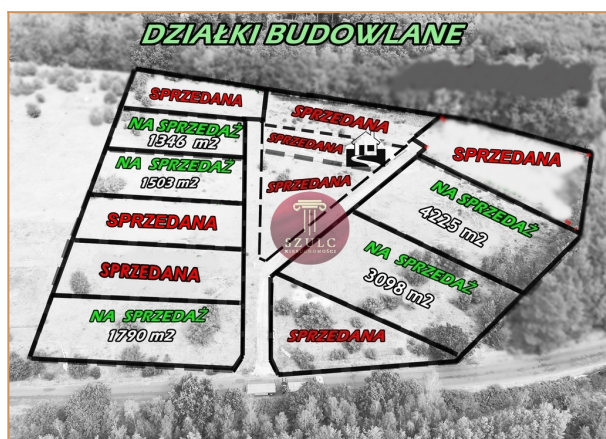 DZIAŁKI BUDOWLANE
SPRZEDANA
NA SPRZEDAŻ
1346 m2
NA SPRZEDAŻ
1503 m2
SPRZEDANA
SPRZEDANA
NA SPRZEDAŻ
1790 m2
SPRZEDANA
SPRZEDANA
SPRZEDANA
SPRZEDANA
NA SPRZEDAŻ
4225 m2
NA SPRZEDAŻ
3098 m2
SPRZEDANA
SZULC
NIERUCHOMOŚCI